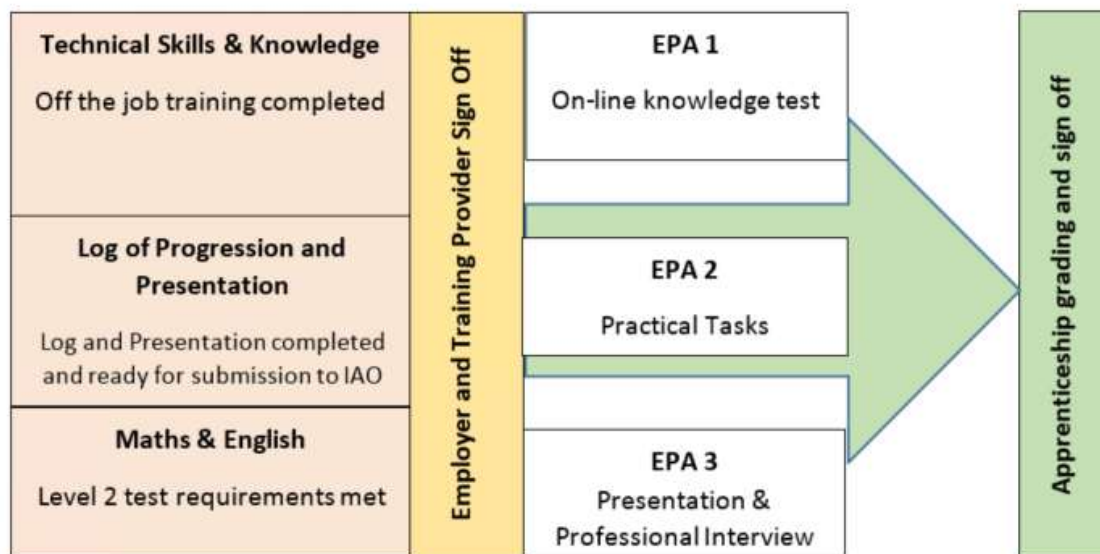 Technical Skills & Knowledge
Off the job training completed
Log of Progression and
Presentation
Log and Presentation completed
and ready for submission to IAO
Maths & English
Level 2 test requirements met
Employer and Training Provider Sign Off
EPA 1
On-line knowledge test
EPA 2
Practical Tasks
EPA 3
Presentation &
Professional Interview
Apprenticeship grading and sign off